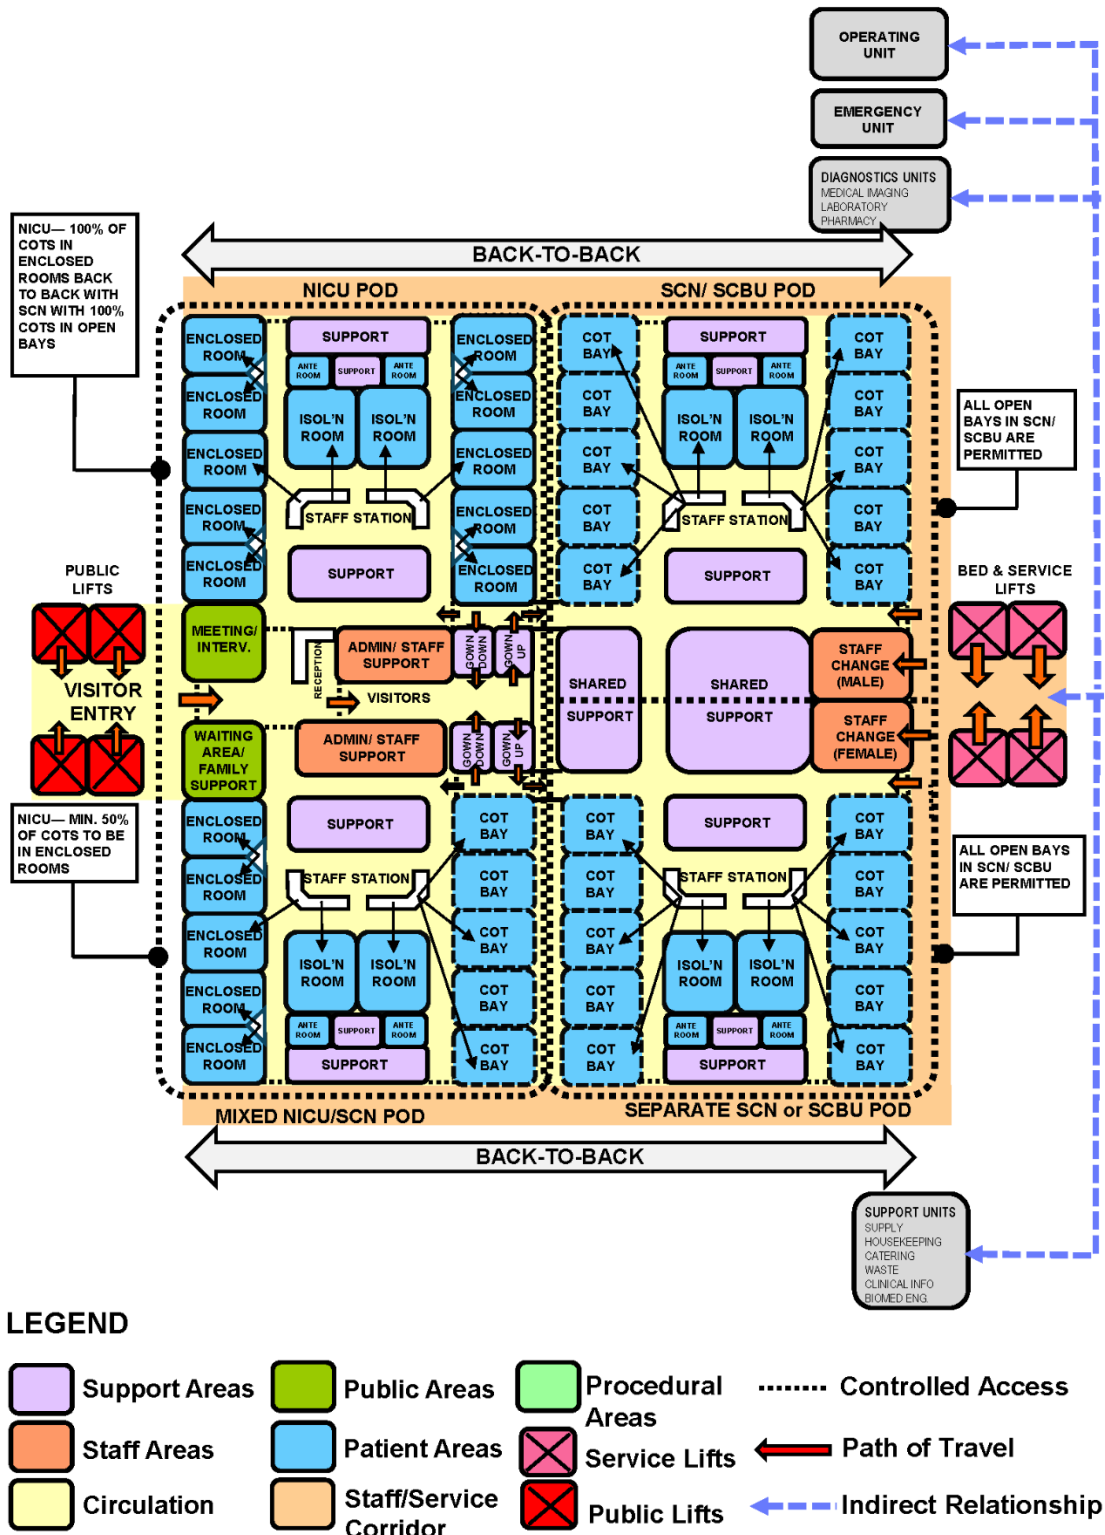 OPERATING
UNIT
EMERGENCY
UNIT
DIAGNOSTICS UNITS
MEDICAL IMAGING
LABORATORY
PHARMACY
NICU— 100% OF
COTS IN
ENCLOSED
ROOMS BACK
TO BACK WITH
SCN WITH 100%
COTS IN OPEN
BAYS
BACK-TO-BACK
NICU POD
SCN/ SCBU POD
ENCLOSED
ROOM
ENCLOSED
ROOM
ENCLOSED
ROOM
ENCLOSED
ROOM
ENCLOSED
ROOM
SUPPORT
ANTE
ROOM
SUPPORT
ANTE
ROOM
ISOL'N
ROOM
ISOL'N
ROOM
STAFF STATION
SUPPORT
ENCLOSED
ROOM
ENCLOSED
ROOM
ENCLOSED
ROOM
ENCLOSED
ROOM
ENCLOSED
ROOM
COT
BAY
COT
BAY
COT
BAY
COT
BAY
COT
BAY
SUPPORT
ANTE
ROOM
SUPPORT
ANTE
ROOM
ISOL'N
ROOM
ISOL'N
ROOM
STAFF STATION
SUPPORT
COT
BAY
COT
BAY
COT
BAY
COT
BAY
COT
BAY
ALL OPEN
BAYS IN SCN/
SCBU ARE
PERMITTED
PUBLIC
LIFTS
VISITOR
ENTRY
MEETING/
INTERV.
WAITING
AREA/
FAMILY
SUPPORT
RECEPTION
ADMIN/ STAFF
SUPPORT
VISITORS
ADMIN/ STAFF
SUPPORT
GOWN
DOWN
GOWN
UP
GOWN
DOWN
GOWN
UP
SHARED
SUPPORT
SHARED
SUPPORT
STAFF
CHANGE
(MALE)
STAFF
CHANGE
(FEMALE)
BED & SERVICE
LIFTS
NICU— MIN. 50%
OF COTS TO BE
IN ENCLOSED
ROOMS
ENCLOSED
ROOM
ENCLOSED
ROOM
ENCLOSED
ROOM
ENCLOSED
ROOM
ENCLOSED
ROOM
SUPPORT
STAFF STATION
ISOL'N
ROOM
ISOL'N
ROOM
ANTE
ROOM
SUPPORT
ANTE
ROOM
SUPPORT
COT
BAY
COT
BAY
COT
BAY
COT
BAY
COT
BAY
COT
BAY
COT
BAY
COT
BAY
COT
BAY
COT
BAY
SUPPORT
STAFF STATION
ISOL'N
ROOM
ISOL'N
ROOM
ANTE
ROOM
SUPPORT
ANTE
ROOM
SUPPORT
COT
BAY
COT
BAY
COT
BAY
COT
BAY
COT
BAY
ALL OPEN BAYS
IN SCN/ SCBU
ARE PERMITTED
MIXED NICU/SCN POD
SEPARATE SCN or SCBU POD
BACK-TO-BACK
SUPPORT UNITS
SUPPLY
HOUSEKEEPING
CATERING
WASTE
CLINICAL INFO
BIOMED ENG.
LEGEND
Support Areas
Public Areas
Procedural
Areas
Controlled Access
Staff Areas
Patient Areas
Service Lifts
Path of Travel
Circulation
Staff/Service
Corridor
Public Lifts
Indirect Relationship